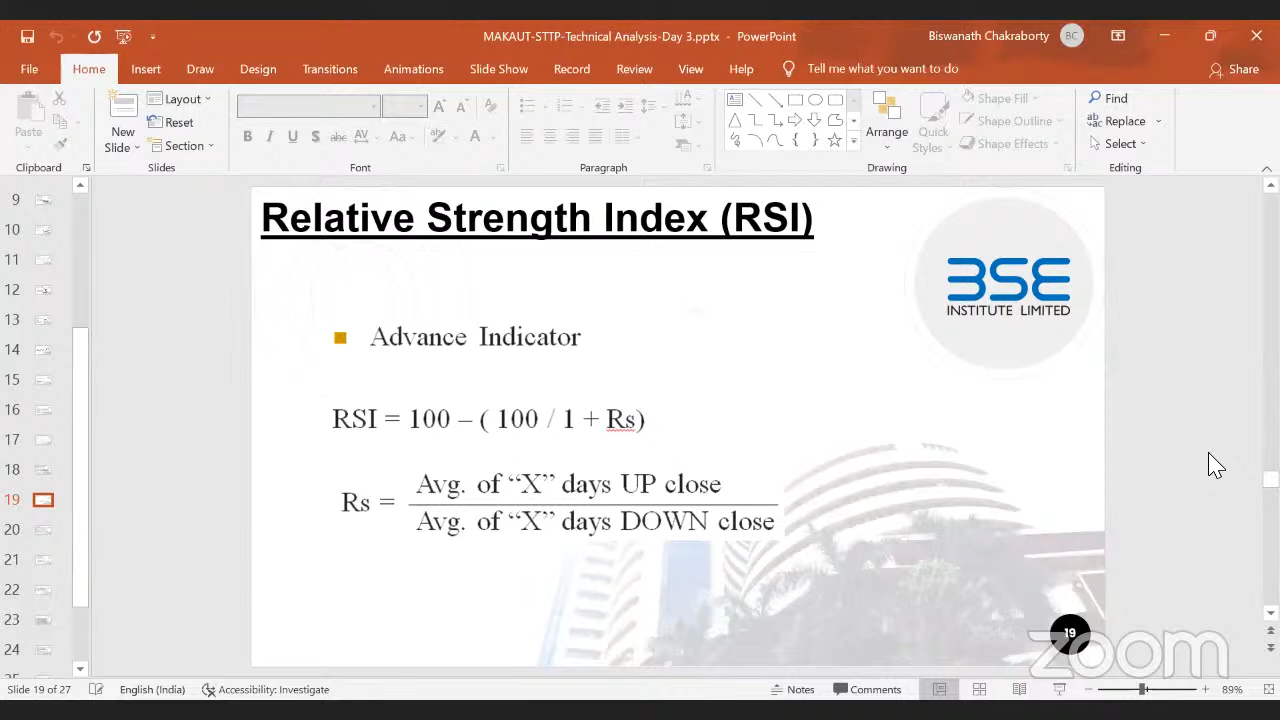 MAKAUT-STTP-Technical Analysis-Day 3.pptx - PowerPoint
Biswanath Chakraborty
BC
File Home Insert Draw Design Transitions Animations Slide Show Record Review View Help Tell me what you want to do Share
Paste
Clipboard
New Slide
Layout
Reset
Section
Slides
B I U S abc AV Aa A
Font
Paragraph
Arrange
Quick Styles
Shape Fill
Shape Outline
Shape Effects
Drawing
Find
Replace
Select
Editing
9
10
11
12
13
14
15
16
17
18
19
20
21
22
23
24
Relative Strength Index (RSI)
BSE
INSTITUTE LIMITED
Advance Indicator
RSI = 100 – ( 100 / 1 + Rs)
Avg. of “X” days UP close
Rs =
Avg. of “X” days DOWN close
19
zoom
Slide 19 of 27 English (India) Accessibility: Investigate Notes Comments 89%